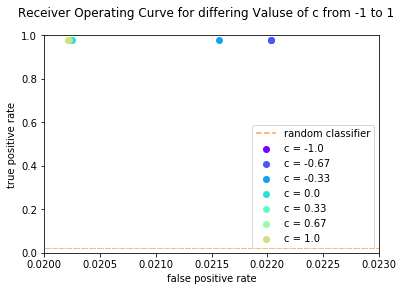 Receiver Operating Curve for differing Valuse of c from -1 to 1
1.0
0.8
0.6
0.4
0.2
0.0
true positive rate
random classifier
c = -1.0
c = -0.67
c = -0.33
c = 0.0
c = 0.33
c = 0.67
c = 1.0
0.0200 0.0205 0.0210 0.0215 0.0220 0.0225 0.0230
false positive rate